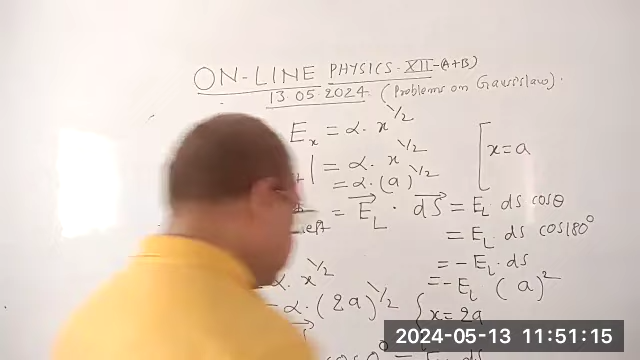 ON-LINE PHYSICS-XII-(A+B)
13.05.2024 (Problems on Gauss's law).
Eₓ = α. x^1/2
= α. x^1/2 [x=a
= α.(a)^1/2
= E_L . dS = E_L ds cosθ
= E_L. ds cos180°
= -E_L. ds
= -E_L (a)²
α. x^1/2
= α.(2a)^1/2 {x=2a
2024-05-13 11:51:15